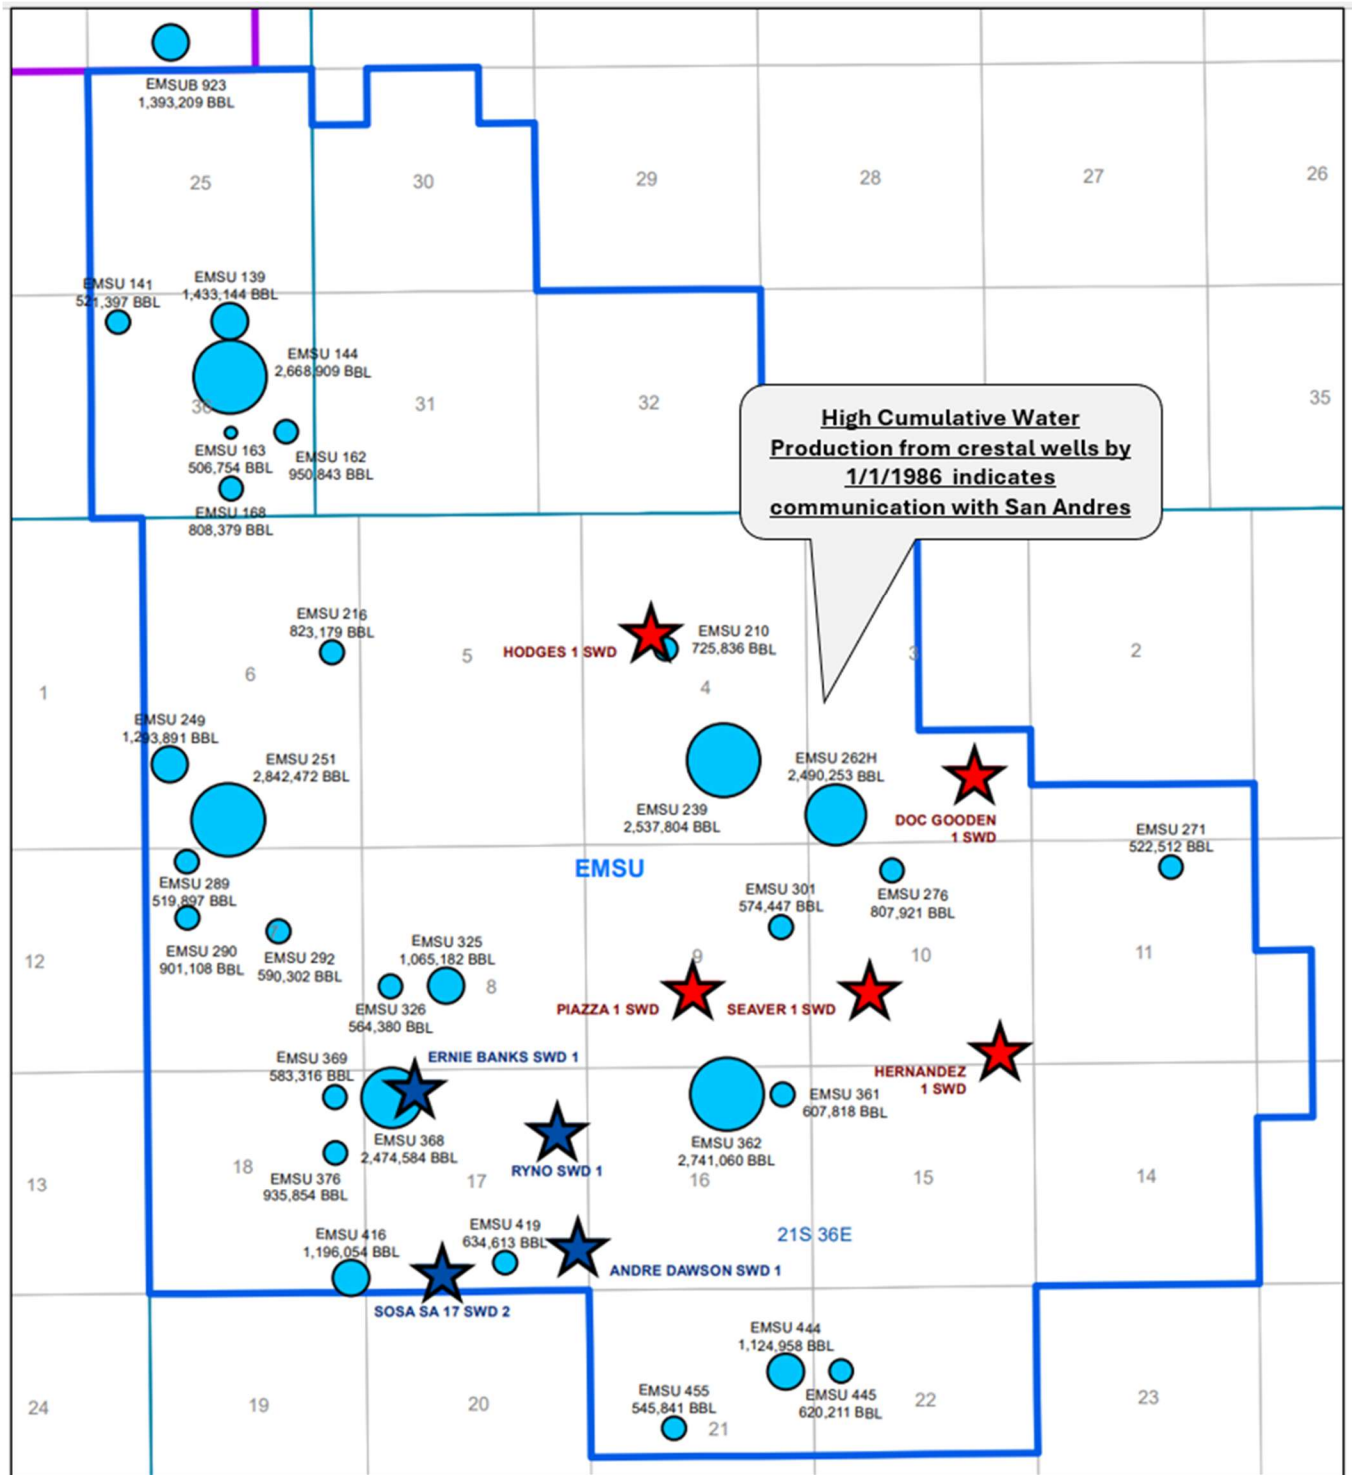 EMSUB 923
1,393,209 BBL
25
30
29
28
27
26
EMSU 141
521,397 BBL
EMSU 139
1,433,144 BBL
EMSU 144
2,668,909 BBL
36
31
32
35
EMSU 163
506,754 BBL
EMSU 162
950,843 BBL
EMSU 168
808,379 BBL
High Cumulative Water
Production from crestal wells by
1/1/1986 indicates
communication with San Andres
EMSU 216
823,179 BBL
HODGES 1 SWD
EMSU 210
725,836 BBL
1
6
5
4
3
2
EMSU 249
1,293,891 BBL
EMSU 251
2,842,472 BBL
EMSU 239
2,537,804 BBL
EMSU 262H
2,490,253 BBL
DOC GOODEN
1 SWD
EMSU 271
522,512 BBL
EMSU
EMSU 289
519,897 BBL
EMSU 301
574,447 BBL
EMSU 276
807,921 BBL
EMSU 290
901,108 BBL
7
EMSU 292
590,302 BBL
EMSU 325
1,065,182 BBL
12
8
9
10
11
EMSU 326
564,380 BBL
PIAZZA 1 SWD
SEAVER 1 SWD
EMSU 369
583,316 BBL
ERNIE BANKS SWD 1
HERNANDEZ
1 SWD
EMSU 368
2,474,584 BBL
EMSU 361
607,818 BBL
EMSU 362
2,741,060 BBL
RYNO SWD 1
EMSU 376
935,854 BBL
13
18
17
16
15
14
EMSU 416
1,196,054 BBL
EMSU 419
634,613 BBL
21S 36E
ANDRE DAWSON SWD 1
SOSA SA 17 SWD 2
EMSU 444
1,124,958 BBL
EMSU 455
545,841 BBL
EMSU 445
620,211 BBL
24
19
20
21
22
23